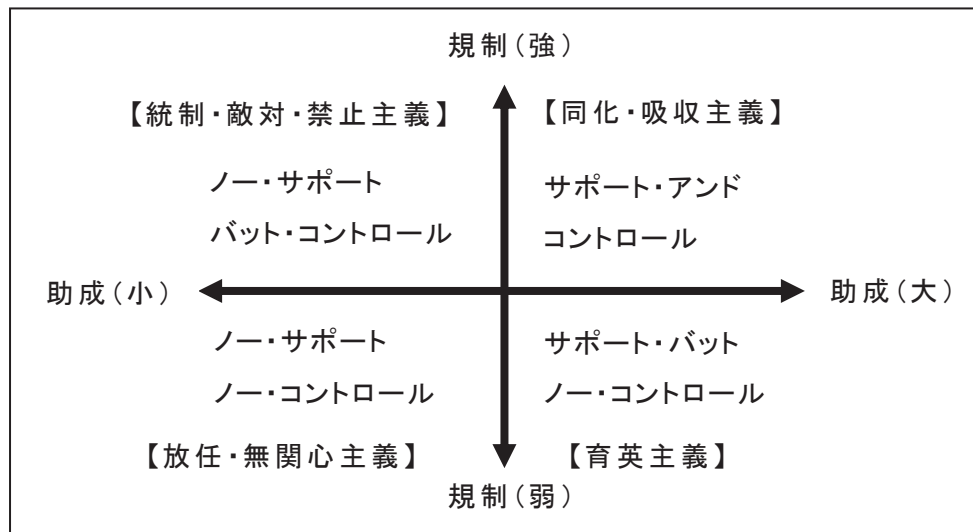 規制(強)
【統制・敵対・禁止主義】
【同化・吸収主義】
ノー・サポート
バット・コントロール
サポート・アンド
コントロール
助成(小)
助成(大)
ノー・サポート
ノー・コントロール
サポート・バット
ノー・コントロール
【放任・無関心主義】
【育英主義】
規制(弱)